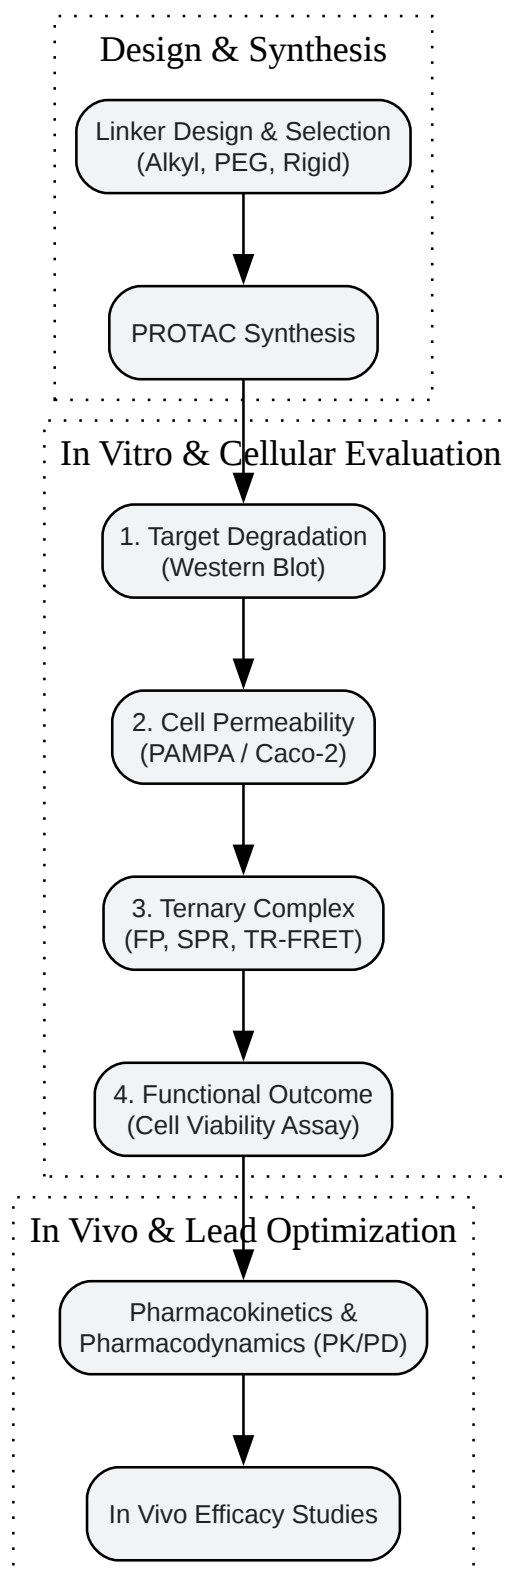 Design & Synthesis
Linker Design & Selection
(Alkyl, PEG, Rigid)
PROTAC Synthesis
In Vitro & Cellular Evaluation
1. Target Degradation
(Western Blot)
2. Cell Permeability
(PAMPA / Caco-2)
3. Ternary Complex
(FP, SPR, TR-FRET)
4. Functional Outcome
(Cell Viability Assay)
In Vivo & Lead Optimization
Pharmacokinetics &
Pharmacodynamics (PK/PD)
In Vivo Efficacy Studies